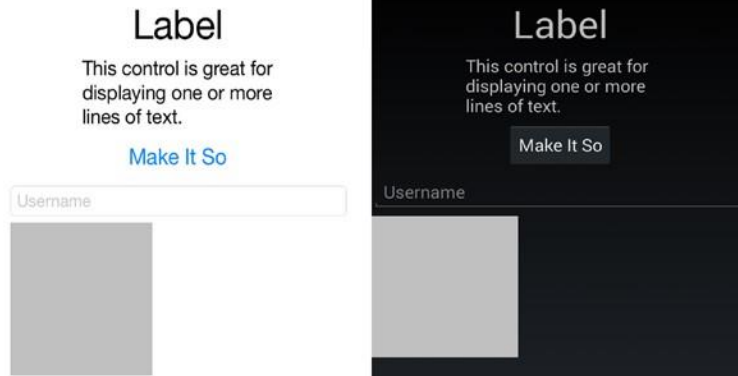 Label
This control is great for
displaying one or more
lines of text.
Make It So
Username
Label
This control is great for
displaying one or more
lines of text.
Make It So
Username